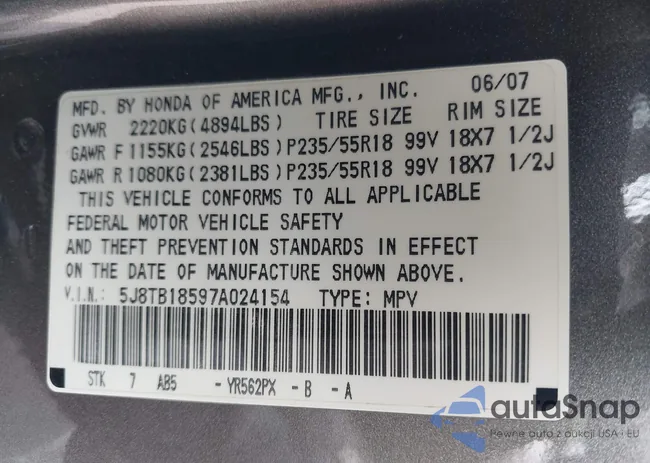 MFD. BY HONDA OF AMERICA MFG., INC. 06/07
GVWR 2220KG(4894LBS) TIRE SIZE RIM SIZE
GAWR F 1155KG(2546LBS)P235/55R18 99V 18X7 1/2J
GAWR R 1080KG(2381LBS)P235/55R18 99V 18X7 1/2J
THIS VEHICLE CONFORMS TO ALL APPLICABLE
FEDERAL MOTOR VEHICLE SAFETY
AND THEFT PREVENTION STANDARDS IN EFFECT
ON THE DATE OF MANUFACTURE SHOWN ABOVE.
V.I.N.: 5J8TB18597A024154 TYPE: MPV
STK 7 AB5 - YR562PX - B - A
autaSnap
Pewne auto z aukcji USA i EU